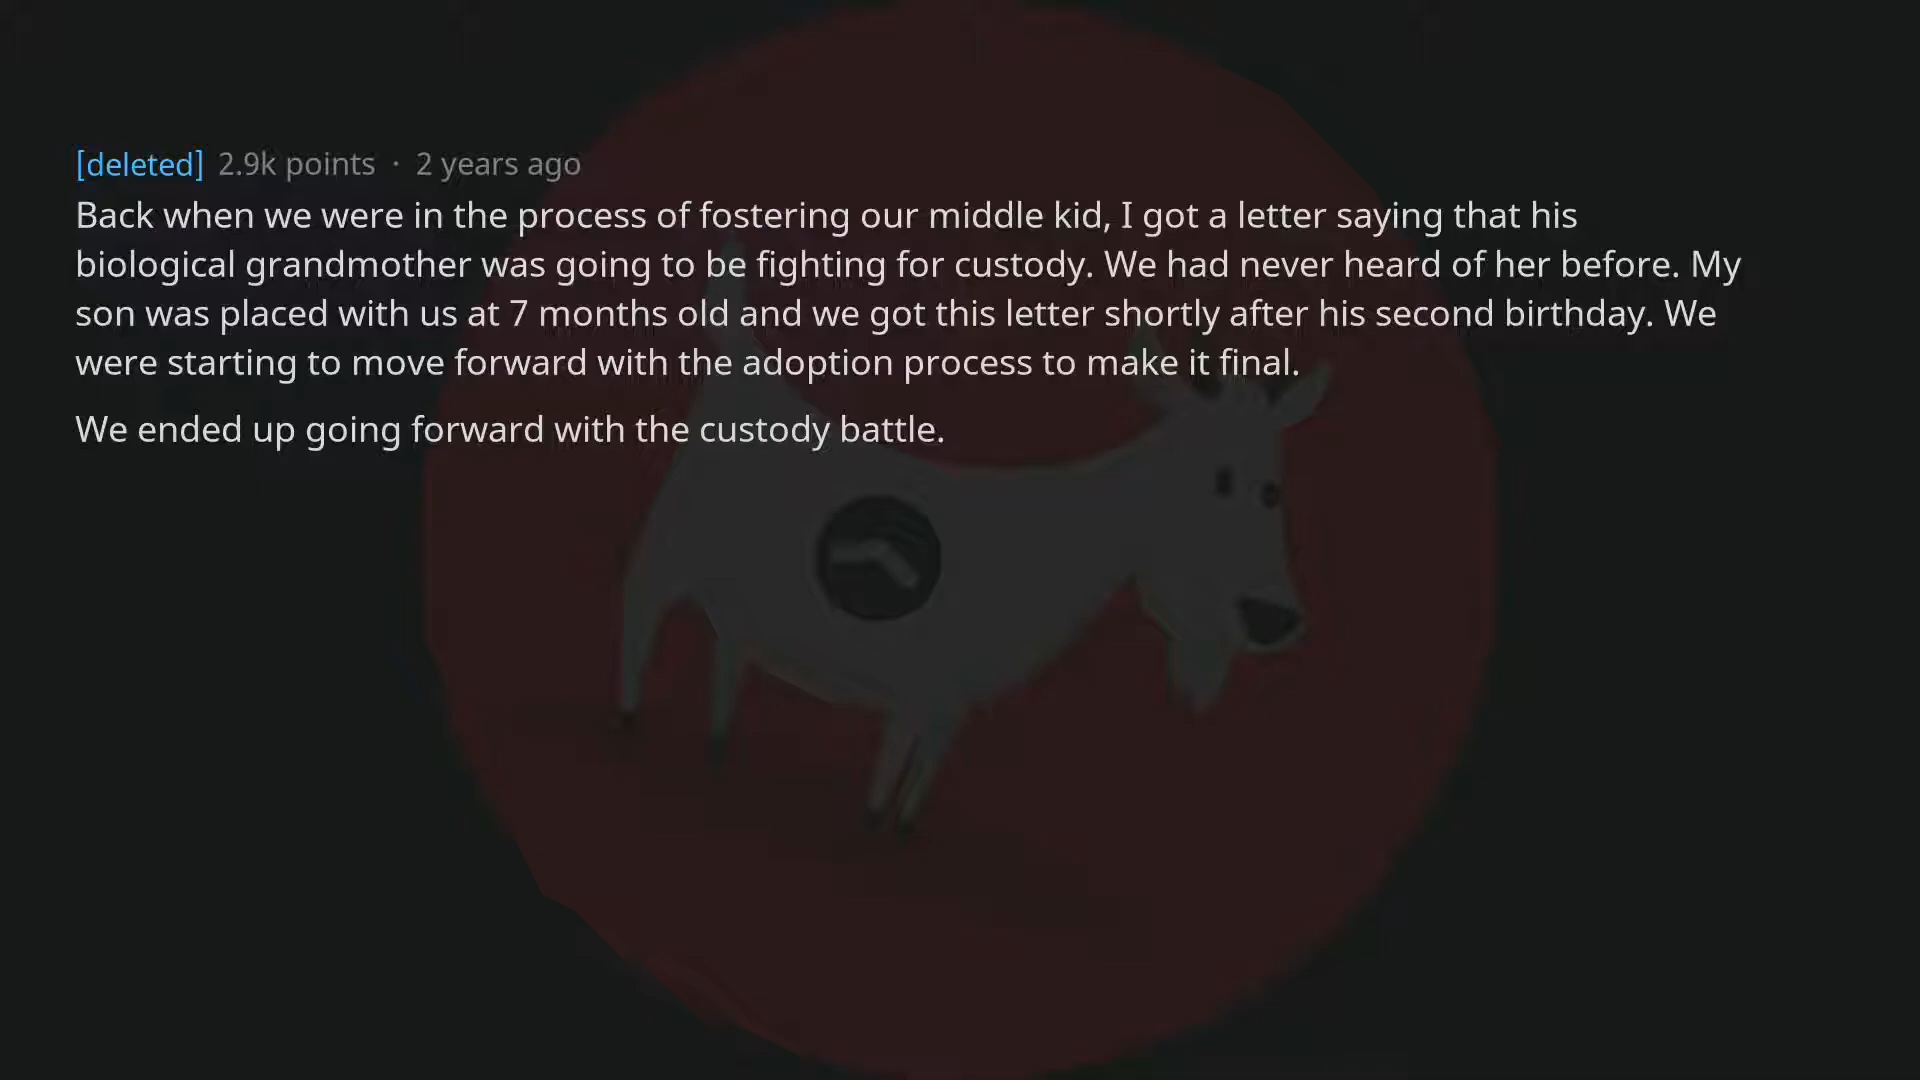 [deleted] 2.9k points · 2 years ago
Back when we were in the process of fostering our middle kid, I got a letter saying that his
biological grandmother was going to be fighting for custody. We had never heard of her before. My
son was placed with us at 7 months old and we got this letter shortly after his second birthday. We
were starting to move forward with the adoption process to make it final.
We ended up going forward with the custody battle.